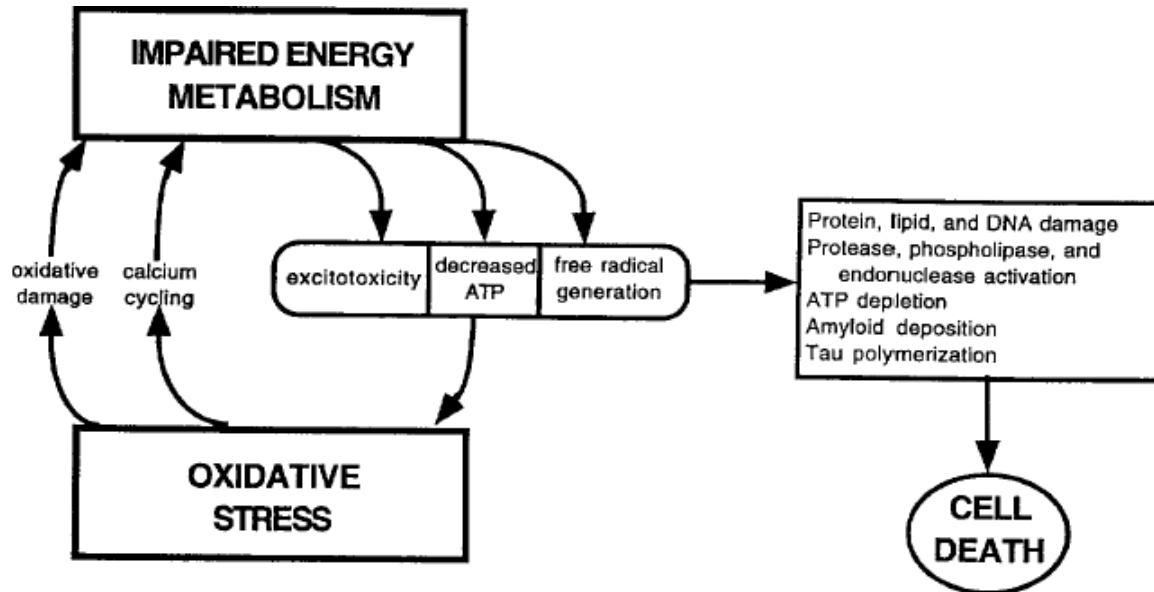 IMPAIRED ENERGY
METABOLISM
oxidative
damage
calcium
cycling
excitotoxicity
decreased
ATP
free radical
generation
Protein, lipid, and DNA damage
Protease, phospholipase, and
endonuclease activation
ATP depletion
Amyloid deposition
Tau polymerization
OXIDATIVE
STRESS
CELL
DEATH